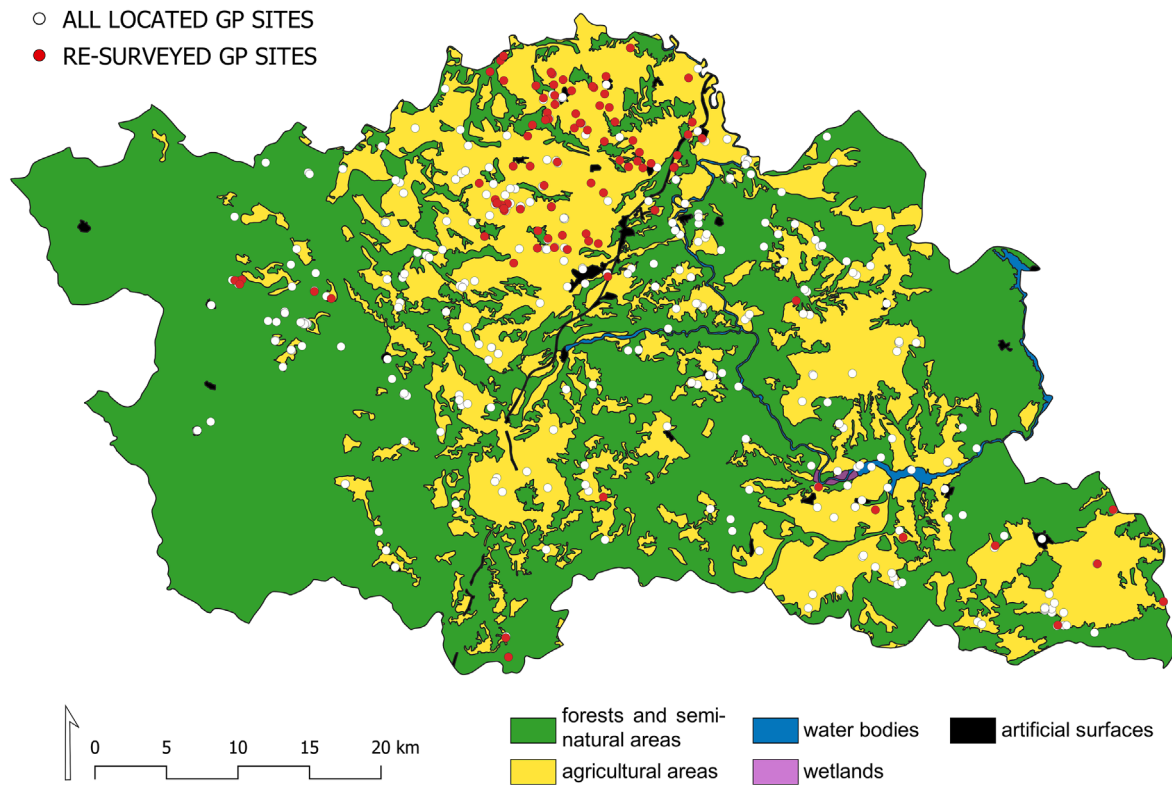 ALL LOCATED GP SITES
RE-SURVEYED GP SITES
0 5 10 15 20 km
forests and semi-
natural areas
agricultural areas
water bodies
wetlands
artificial surfaces